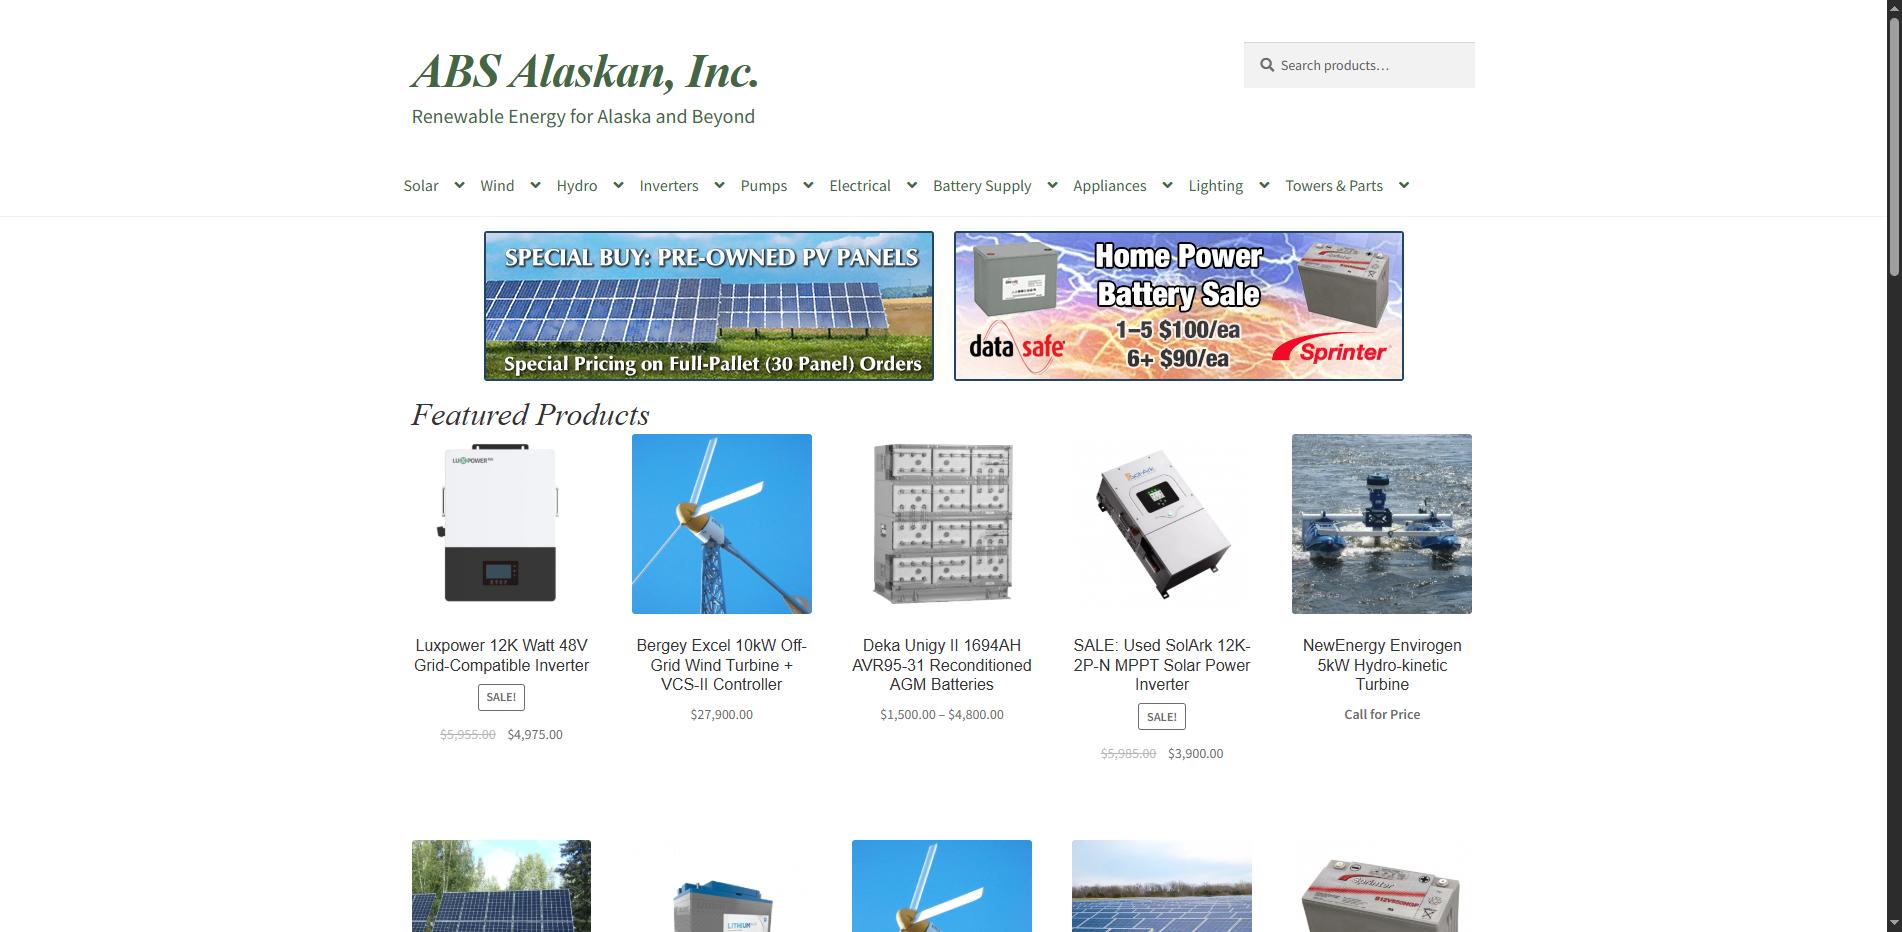 ABS Alaskan, Inc.
Renewable Energy for Alaska and Beyond
Search products…
Solar
Wind
Hydro
Inverters
Pumps
Electrical
Battery Supply
Appliances
Lighting
Towers & Parts
SPECIAL BUY: PRE-OWNED PV PANELS
Special Pricing on Full-Pallet (30 Panel) Orders
Home Power
Battery Sale
1–5 $100/ea
6+ $90/ea
data safe
Sprinter
Featured Products
LUXPOWER
Sol-Ark
Luxpower 12K Watt 48V
Grid-Compatible Inverter
SALE!
$5,955.00 $4,975.00
Bergey Excel 10kW Off-
Grid Wind Turbine +
VCS-II Controller
$27,900.00
Deka Unigy II 1694AH
AVR95-31 Reconditioned
AGM Batteries
$1,500.00 – $4,800.00
SALE: Used SolArk 12K-
2P-N MPPT Solar Power
Inverter
SALE!
$5,985.00 $3,900.00
NewEnergy Envirogen
5kW Hydro-kinetic
Turbine
Call for Price
LITHIUM
Sprinter